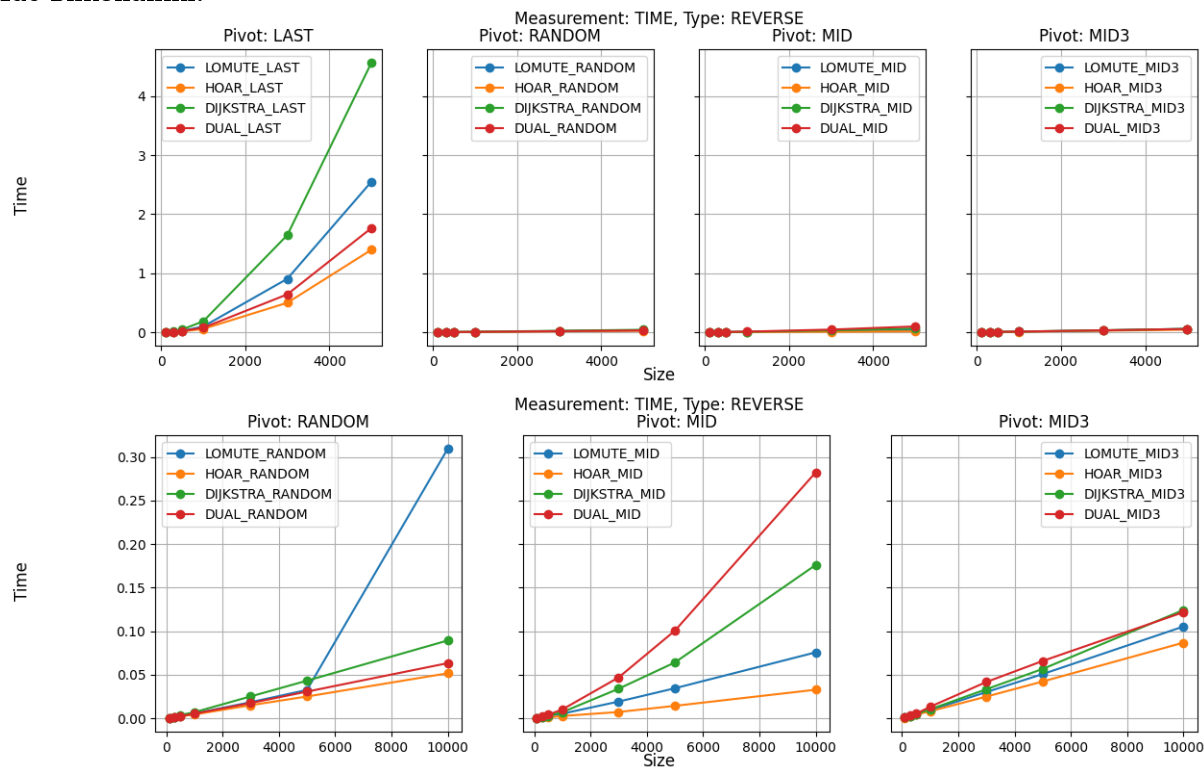 Measurement: TIME, Type: REVERSE
Pivot: LAST
Pivot: RANDOM
Pivot: MID
Pivot: MID3
LOMUTE_LAST
HOAR_LAST
DIJKSTRA_LAST
DUAL_LAST
LOMUTE_RANDOM
HOAR_RANDOM
DIJKSTRA_RANDOM
DUAL_RANDOM
LOMUTE_MID
HOAR_MID
DIJKSTRA_MID
DUAL_MID
LOMUTE_MID3
HOAR_MID3
DIJKSTRA_MID3
DUAL_MID3
4
3
2
1
0
Time
0 2000 4000
0 2000 4000
0 2000 4000
0 2000 4000
Size
Measurement: TIME, Type: REVERSE
Pivot: RANDOM
Pivot: MID
Pivot: MID3
LOMUTE_RANDOM
HOAR_RANDOM
DIJKSTRA_RANDOM
DUAL_RANDOM
LOMUTE_MID
HOAR_MID
DIJKSTRA_MID
DUAL_MID
LOMUTE_MID3
HOAR_MID3
DIJKSTRA_MID3
DUAL_MID3
0.30
0.25
0.20
0.15
0.10
0.05
0.00
Time
0 2000 4000 6000 8000 10000
0 2000 4000 6000 8000 10000
0 2000 4000 6000 8000 10000
Size